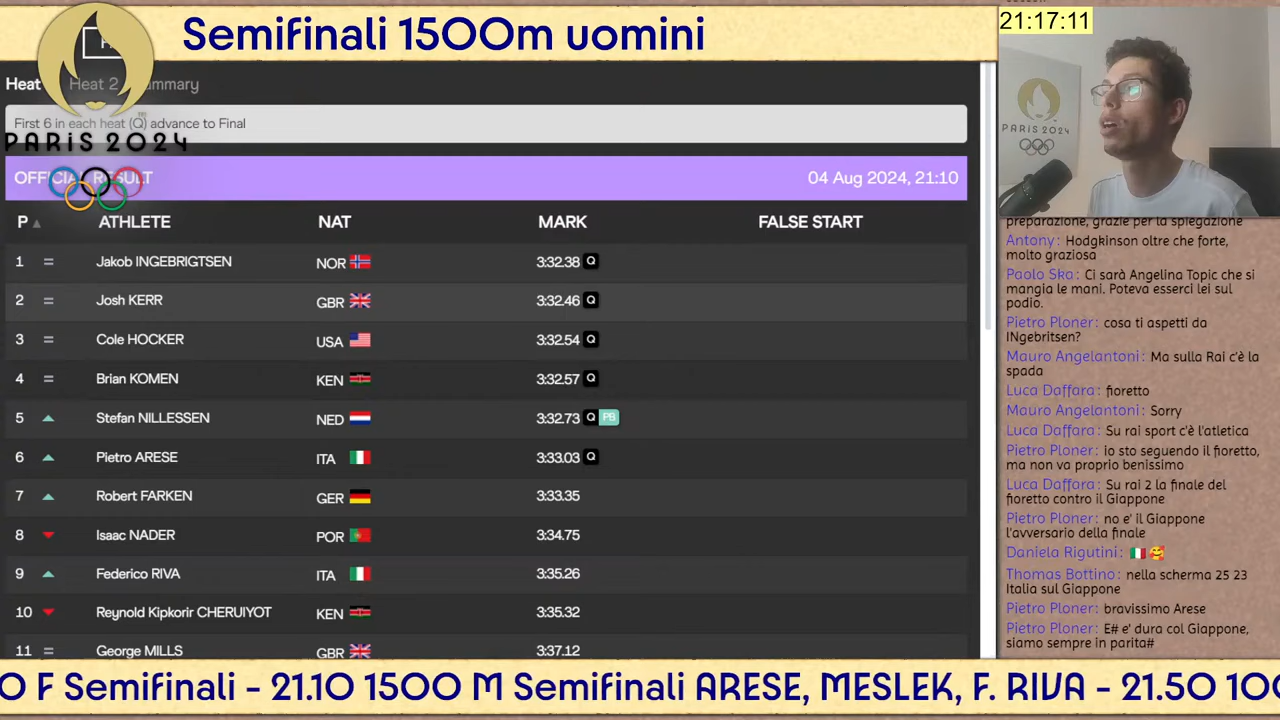 Semifinali 1500m uomini
21:17:11
Heat
Heat 2
First 6 in each heat (Q) advance to Final
PARIS 2024
PARIS 2024
OFFICIAL RESULT 04 Aug 2024, 21:10
P ATHLETE NAT MARK FALSE START
1 = Jakob INGEBRIGTSEN NOR 3:32.38 Q
2 = Josh KERR GBR 3:32.46 Q
3 = Cole HOCKER USA 3:32.54 Q
4 = Brian KOMEN KEN 3:32.57 Q
5 Stefan NILLESSEN NED 3:32.73 Q PB
6 Pietro ARESE ITA 3:33.03 Q
7 Robert FARKEN GER 3:33.35
8 Isaac NADER POR 3:34.75
9 Federico RIVA ITA 3:35.26
10 Reynold Kipkorir CHERUIYOT KEN 3:35.32
11 = George MILLS GBR 3:37.12
preparazione, grazie per la spiegazione
Antony: Hodgkinson oltre che forte,
molto graziosa
Paolo Ska: Ci sarà Angelina Topic che si
mangia le mani. Poteva esserci lei sul
podio.
Pietro Ploner: cosa ti aspetti da
INgebritsen?
Mauro Angelantoni: Ma sulla Rai c'è la
spada
Luca Daffara: fioretto
Mauro Angelantoni: Sorry
Luca Daffara: Su rai sport c'è l'atletica
Pietro Ploner: io sto seguendo il fioretto,
ma non va proprio benissimo
Luca Daffara: Su rai 2 la finale del
fioretto contro il Giappone
Pietro Ploner: no e' il Giappone
l'avversario della finale
Daniela Rigutini: 🇮🇹🥰
Thomas Bottino: nella scherma 25 23
Italia sul Giappone
Pietro Ploner: bravissimo Arese
Pietro Ploner: E# e' dura col Giappone,
siamo sempre in parita#
O F Semifinali - 21.10 1500 M Semifinali ARESE, MESLEK, F. RIVA - 21.50 10